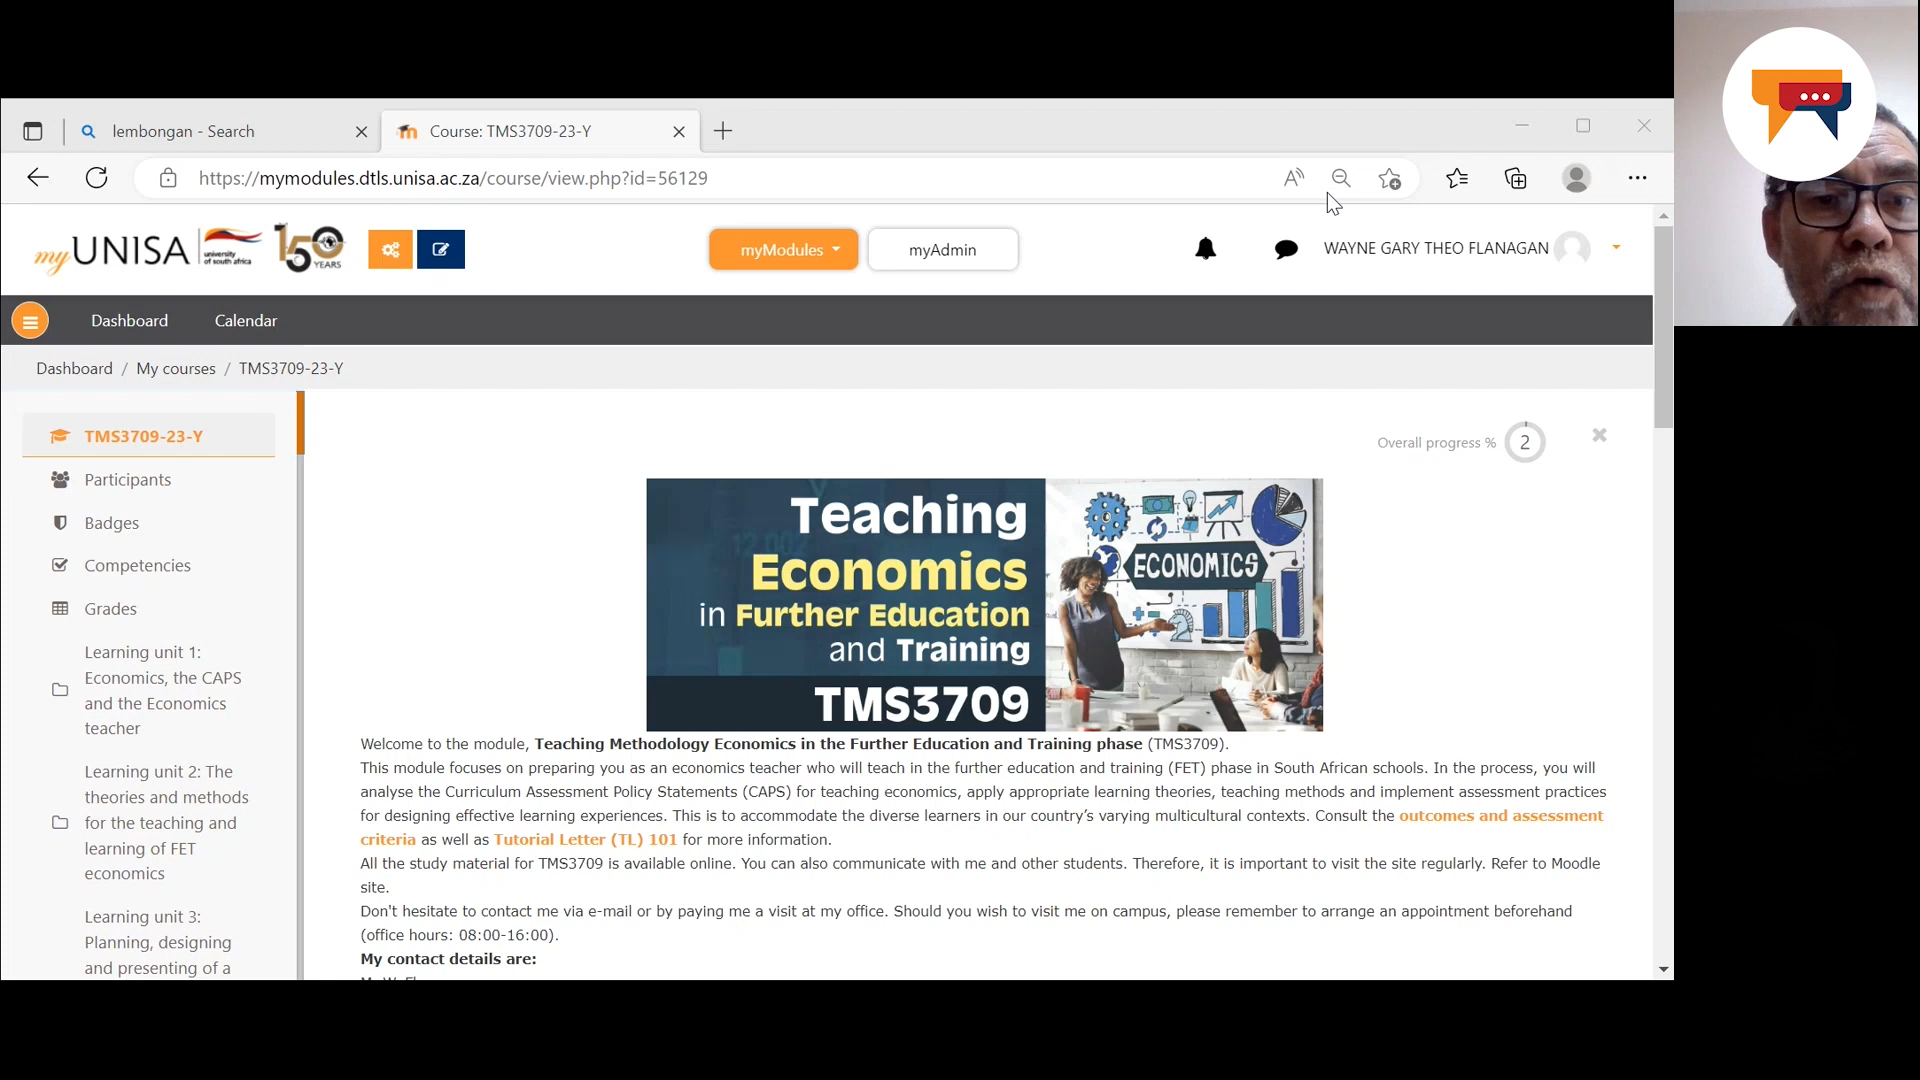 lembongan - Search
Course: TMS3709-23-Y
https://mymodules.dtls.unisa.ac.za/course/view.php?id=56129
myUNISA university of south africa 150 YEARS
myModules
myAdmin
WAYNE GARY THEO FLANAGAN
Dashboard
Calendar
Dashboard / My courses / TMS3709-23-Y
TMS3709-23-Y
Participants
Badges
Competencies
Grades
Learning unit 1:
Economics, the CAPS
and the Economics
teacher
Learning unit 2: The
theories and methods
for the teaching and
learning of FET
economics
Learning unit 3:
Planning, designing
and presenting of a
Overall progress % 2
Teaching
Economics
in Further Education
and Training
TMS3709
ECONOMICS
Welcome to the module, Teaching Methodology Economics in the Further Education and Training phase (TMS3709).
This module focuses on preparing you as an economics teacher who will teach in the further education and training (FET) phase in South African schools. In the process, you will
analyse the Curriculum Assessment Policy Statements (CAPS) for teaching economics, apply appropriate learning theories, teaching methods and implement assessment practices
for designing effective learning experiences. This is to accommodate the diverse learners in our country’s varying multicultural contexts. Consult the outcomes and assessment
criteria as well as Tutorial Letter (TL) 101 for more information.
All the study material for TMS3709 is available online. You can also communicate with me and other students. Therefore, it is important to visit the site regularly. Refer to Moodle
site.
Don't hesitate to contact me via e-mail or by paying me a visit at my office. Should you wish to visit me on campus, please remember to arrange an appointment beforehand
(office hours: 08:00-16:00).
My contact details are: